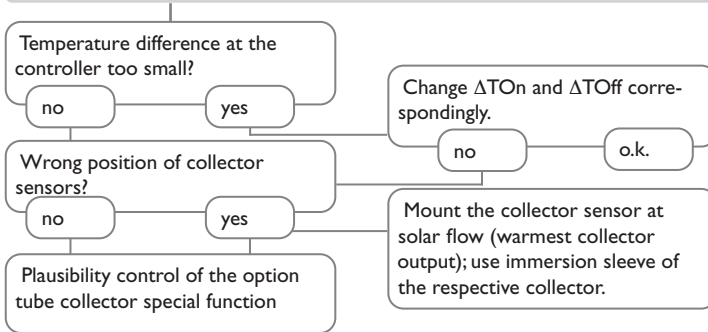 Temperature difference at the
controller too small?
no
yes
Change ΔTOn and ΔTOff corre-
spondingly.
no
o.k.
Wrong position of collector
sensors?
no
yes
Mount the collector sensor at
solar flow (warmest collector
output); use immersion sleeve of
the respective collector.
Plausibility control of the option
tube collector special function